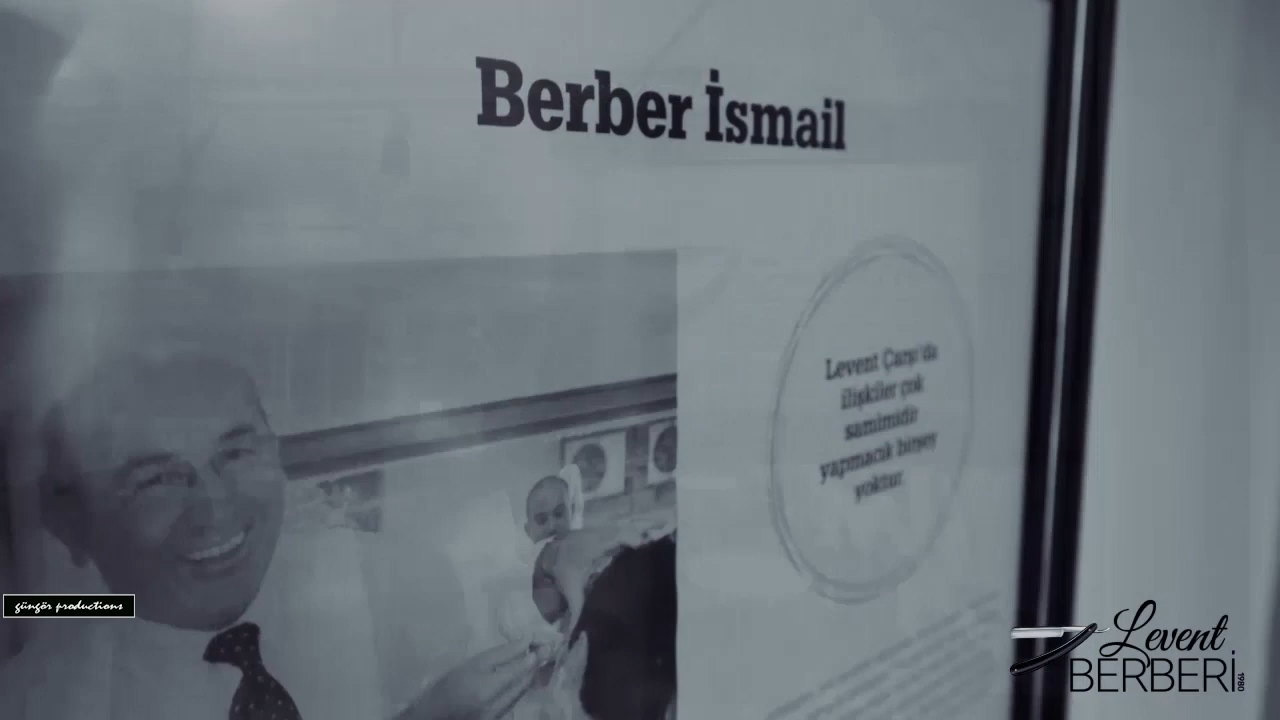 Berber İsmail
Levent Çarşı'da
ilişkiler çok
samimidir
yapmacık birşey
yoktur.
güngör productions
Levent
BERBERİ
1980